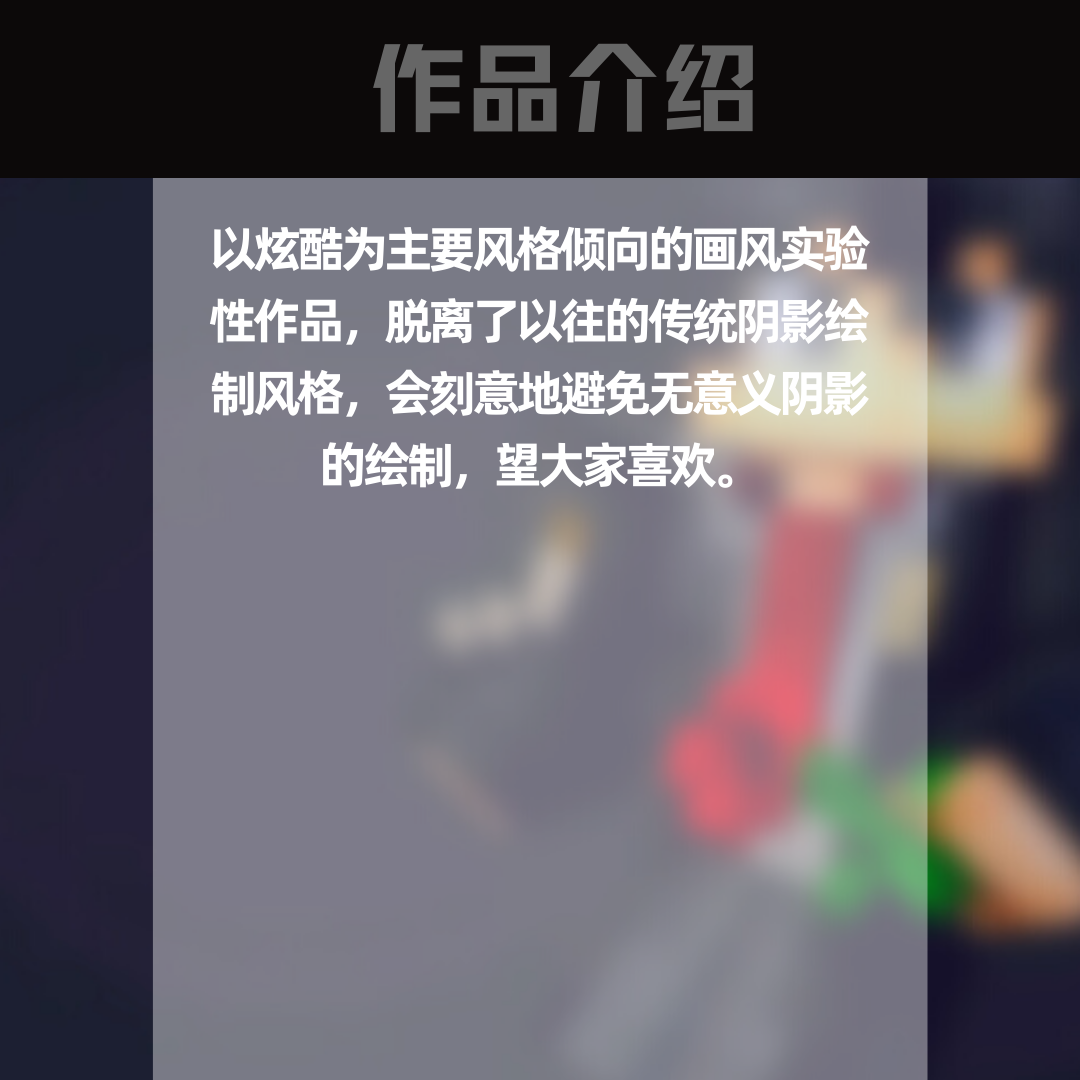 作品介绍
以炫酷为主要风格倾向的画风实验
性作品，脱离了以往的传统阴影绘
制风格，会刻意地避免无意义阴影
的绘制，望大家喜欢。